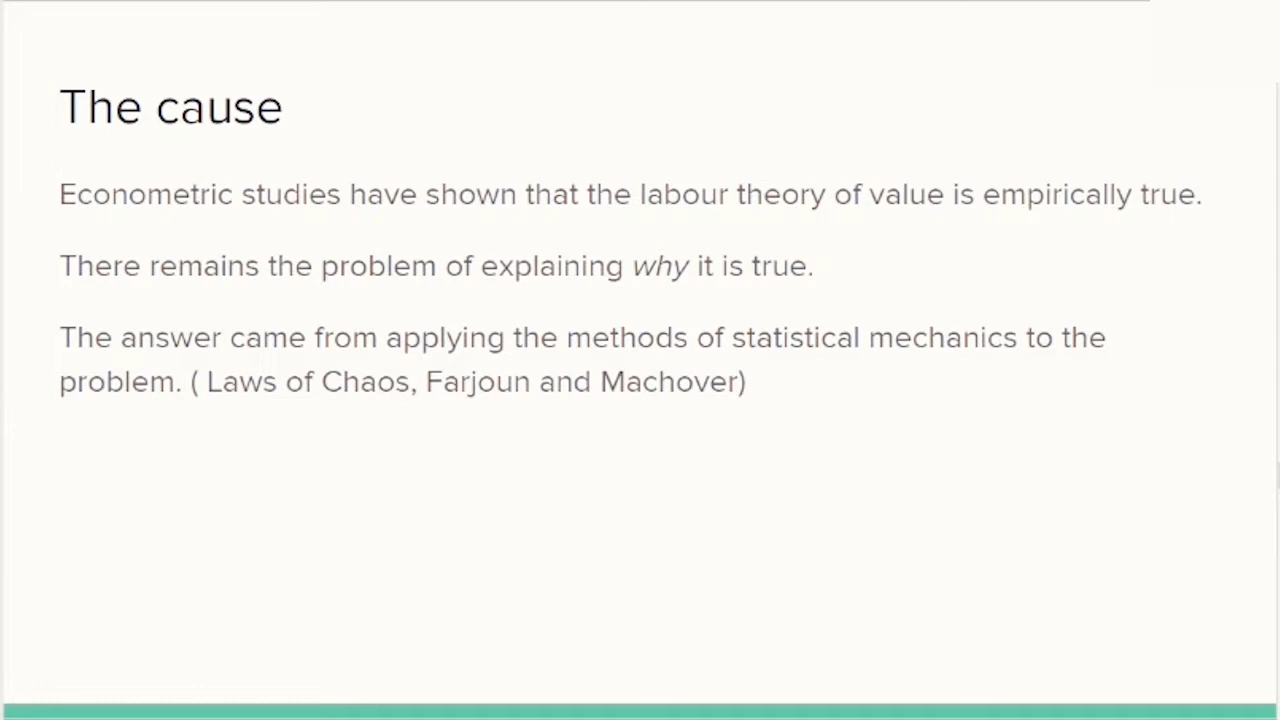 The cause
Econometric studies have shown that the labour theory of value is empirically true.
There remains the problem of explaining why it is true.
The answer came from applying the methods of statistical mechanics to the
problem. ( Laws of Chaos, Farjoun and Machover)